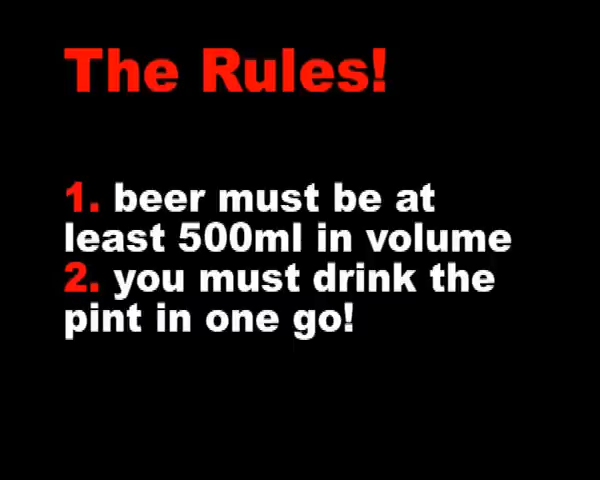 The Rules!
1. beer must be at
least 500ml in volume
2. you must drink the
pint in one go!